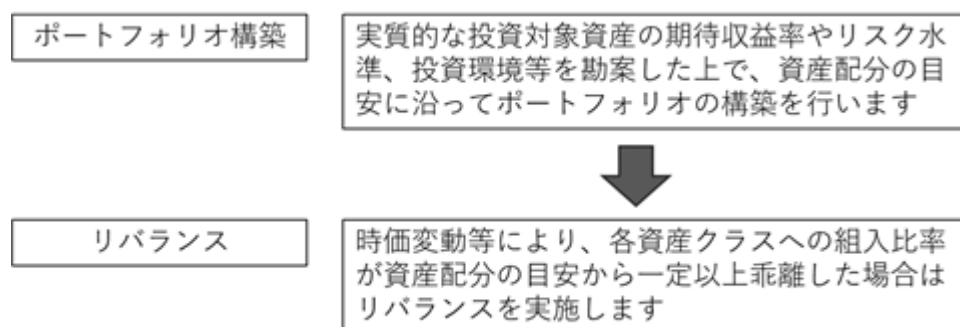 ポートフォリオ構築
実質的な投資対象資産の期待収益率やリスク水
準、投資環境等を勘案した上で、資産配分の目
安に沿ってポートフォリオの構築を行います
リバランス
時価変動等により、各資産クラスへの組入比率
が資産配分の目安から一定以上乖離した場合は
リバランスを実施します